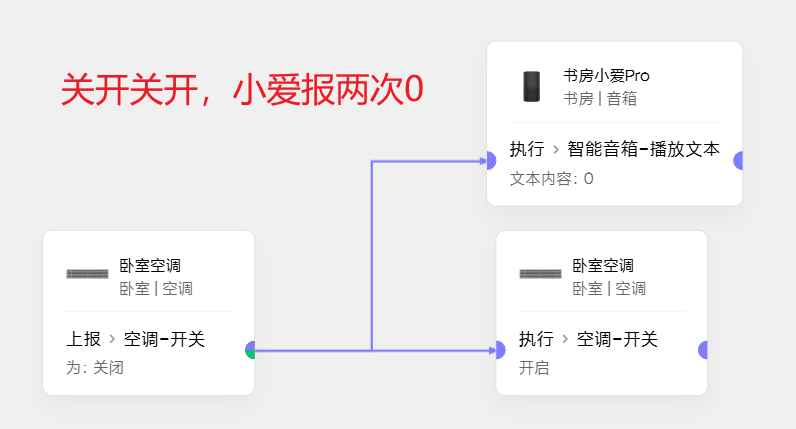 关开关开，小爱报两次0
书房小爱Pro
书房 | 音箱
执行 › 智能音箱-播放文本
文本内容: 0
卧室空调
卧室 | 空调
上报 › 空调-开关
为: 关闭
卧室空调
卧室 | 空调
执行 › 空调-开关
开启